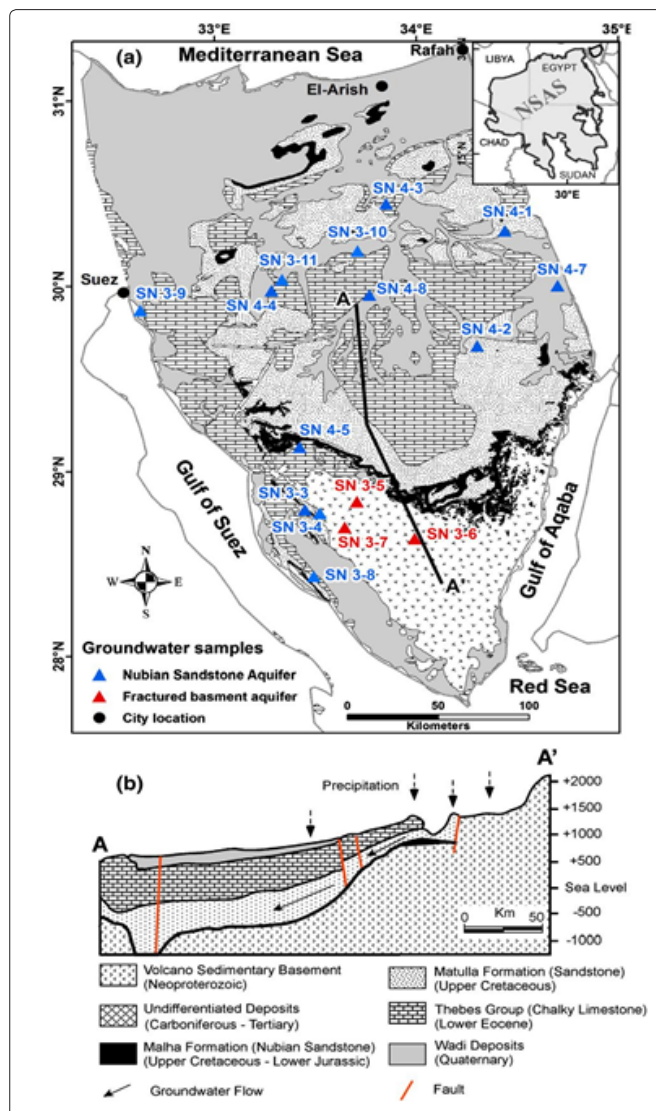 33°E
34°E
35°E
(a)
Mediterranean Sea
Rafah
LIBYA
EGYPT
NSAS
CHAD
SUDAN
15°N
30°E
El-Arish
31°N
SN 4-3
SN 4-1
SN 3-10
SN 3-11
SN 4-7
30°N
Suez
SN 3-9
SN 4-4
A
SN 4-8
SN 4-2
SN 4-5
29°N
SN 3-3
SN 3-5
SN 3-4
SN 3-7
SN 3-6
Gulf of Suez
Gulf of Aqaba
SN 3-8
A'
N
W E
S
28°N
Groundwater samples
Nubian Sandstone Aquifer
Fractured basment aquifer
City location
Red Sea
0 50 100
Kilometers
(b)
A'
Precipitation
+2000
+1500
+1000
A
+500
Sea Level
Km
0 50
-500
-1000
Volcano Sedimentary Basement
(Neoproterozoic)
Undifferentiated Deposits
(Carboniferous - Tertiary)
Malha Formation (Nubian Sandstone)
(Upper Cretaceous - Lower Jurassic)
Groundwater Flow
Matulla Formation (Sandstone)
(Upper Cretaceous)
Thebes Group (Chalky Limestone)
(Lower Eocene)
Wadi Deposits
(Quaternary)
Fault